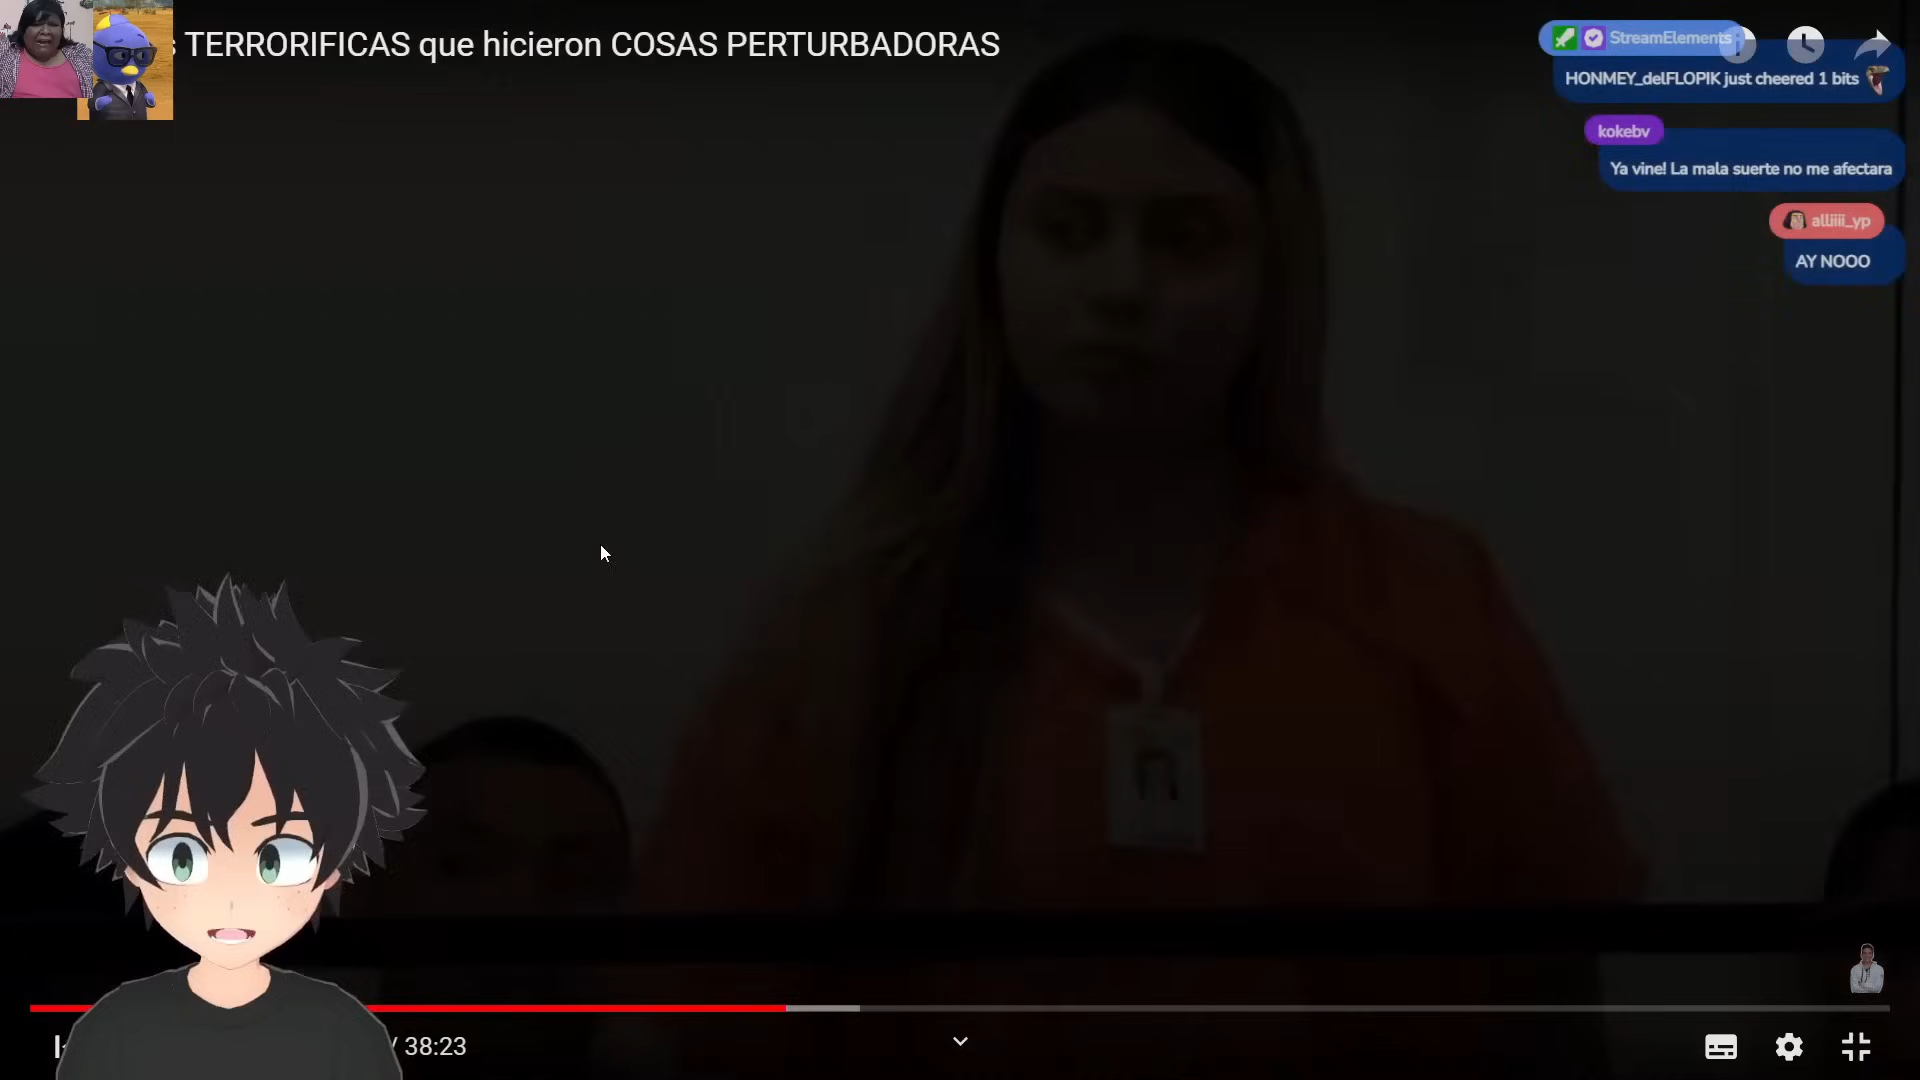 TERRORIFICAS que hicieron COSAS PERTURBADORAS
StreamElements
HONMEY_delFLOPIK just cheered 1 bits
kokebv
Ya vine! La mala suerte no me afectara
alliiii_yp
AY NOOO
/ 38:23